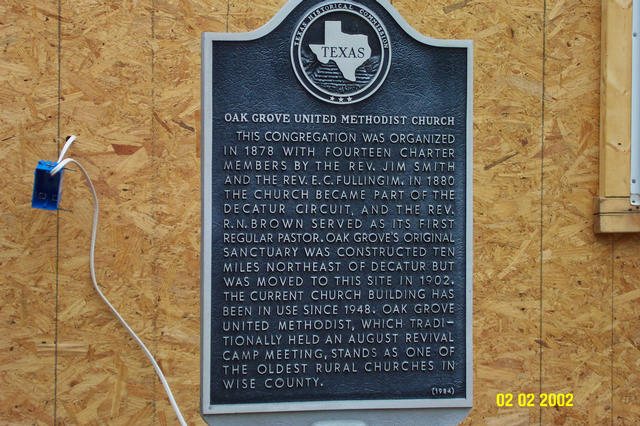 TEXAS HISTORICAL COMMISSION
TEXAS
OAK GROVE UNITED METHODIST CHURCH
THIS CONGREGATION WAS ORGANIZED
IN 1878 WITH FOURTEEN CHARTER
MEMBERS BY THE REV. JIM SMITH
AND THE REV. E.C. FULLINGIM. IN 1880
THE CHURCH BECAME PART OF THE
DECATUR CIRCUIT, AND THE REV.
R.N. BROWN SERVED AS ITS FIRST
REGULAR PASTOR. OAK GROVE'S ORIGINAL
SANCTUARY WAS CONSTRUCTED TEN
MILES NORTHEAST OF DECATUR BUT
WAS MOVED TO THIS SITE IN 1902.
THE CURRENT CHURCH BUILDING HAS
BEEN IN USE SINCE 1948. OAK GROVE
UNITED METHODIST, WHICH TRADI-
TIONALLY HELD AN AUGUST REVIVAL
CAMP MEETING, STANDS AS ONE OF
THE OLDEST RURAL CHURCHES IN
WISE COUNTY.
(1984)
02 02 2002